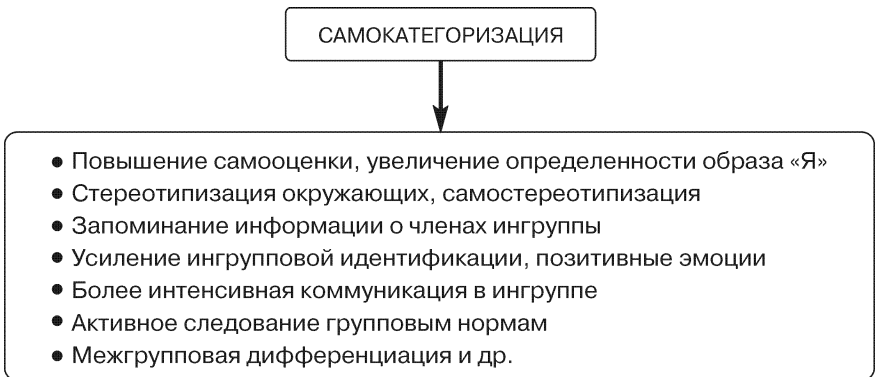 САМОКАТЕГОРИЗАЦИЯ
● Повышение самооценки, увеличение определенности образа «Я»
● Стереотипизация окружающих, самостереотипизация
● Запоминание информации о членах ингруппы
● Усиление ингрупповой идентификации, позитивные эмоции
● Более интенсивная коммуникация в ингруппе
● Активное следование групповым нормам
● Межгрупповая дифференциация и др.